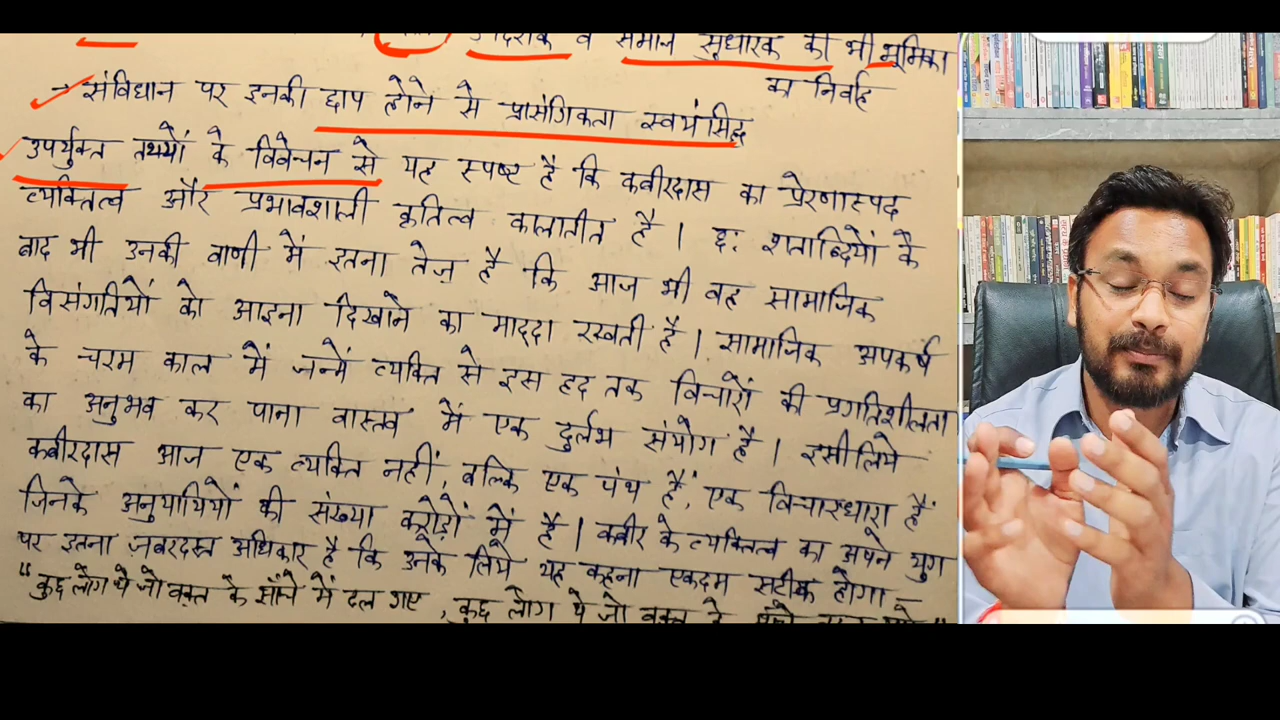 उपदेशक व समाज सुधारक की भी भूमिका
का निर्वाह
→ संविधान पर इनकी छाप होने से प्रासंगिकता स्वयंसिद्ध
उपर्युक्त तथ्यों के विवेचन से यह स्पष्ट है कि कबीरदास का प्रेरणास्पद
व्यक्तित्व और प्रभावशाली कृतित्व कालातीत है। छः शताब्दियों के
बाद भी उनकी वाणी में इतना तेज़ है कि आज भी वह सामाजिक
विसंगतियों को आइना दिखाने का माद्दा रखती है। सामाजिक अपकर्ष
के चरम काल में जन्में व्यक्ति से इस हद तक विचारों की प्रगतिशीलता
का अनुभव कर पाना वास्तव में एक दुर्लभ संयोग है। इसीलिये
कबीरदास आज एक व्यक्ति नहीं, बल्कि एक पंथ हैं, एक विचारधारा हैं
जिनके अनुयायियों की संख्या करोड़ों में है। कबीर के व्यक्तित्व का अपने युग
पर इतना ज़बरदस्त अधिकार है कि उनके लिये यह कहना एकदम सटीक होगा –
"कुछ लोग थे जो वक़्त के साँचे में ढल गए, कुछ लोग थे जो वक़्त के साँचे